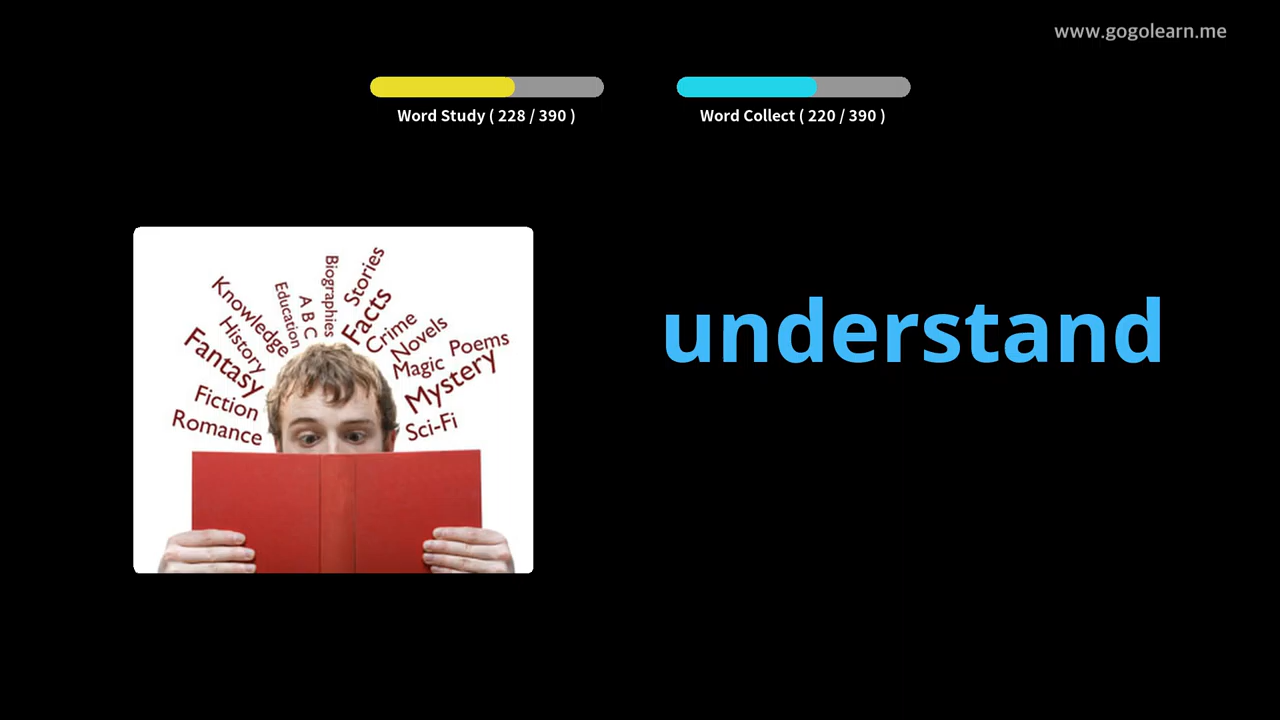 www.gogolearn.me
Word Study ( 228 / 390 )
Word Collect ( 220 / 390 )
understand
Romance
Fiction
Fantasy
History
Knowledge
Education
A B C
Biographies
Stories
Facts
Crime
Novels
Magic
Poems
Mystery
Sci-Fi